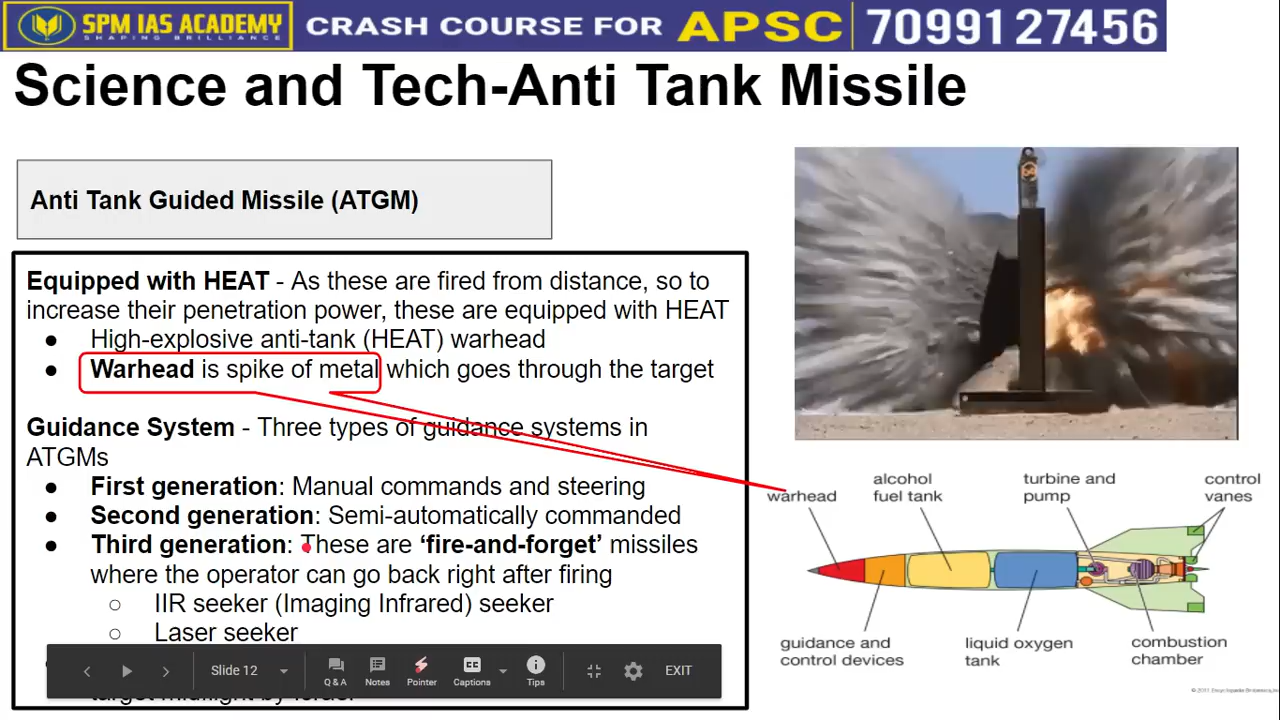 SPM IAS ACADEMY
SHAPING BRILLIANCE
CRASH COURSE FOR APSC 70991 27456
Science and Tech-Anti Tank Missile
Anti Tank Guided Missile (ATGM)
Equipped with HEAT - As these are fired from distance, so to
increase their penetration power, these are equipped with HEAT
● High-explosive anti-tank (HEAT) warhead
● Warhead is spike of metal which goes through the target
Guidance System - Three types of guidance systems in
ATGMs
● First generation: Manual commands and steering
● Second generation: Semi-automatically commanded
● Third generation: These are ‘fire-and-forget’ missiles
where the operator can go back right after firing
○ IIR seeker (Imaging Infrared) seeker
○ Laser seeker
target midflight by
Slide 12
Q & A
Notes
Pointer
CC
Captions
Tips
EXIT
warhead
alcohol
fuel tank
turbine and
pump
control
vanes
guidance and
control devices
liquid oxygen
tank
combustion
chamber